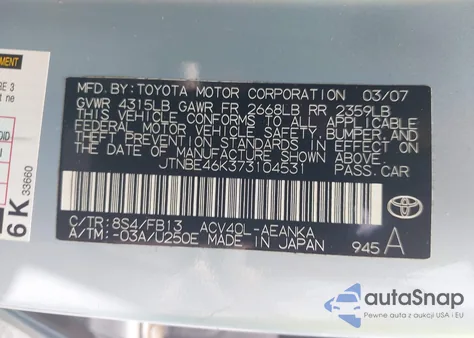 MFD. BY: TOYOTA MOTOR CORPORATION 03/07
GVWR 4315LB GAWR FR 2668LB RR 2359LB
THIS VEHICLE CONFORMS TO ALL APPLICABLE
FEDERAL MOTOR VEHICLE SAFETY, BUMPER, AND
THEFT PREVENTION STANDARDS IN EFFECT ON
THE DATE OF MANUFACTURE SHOWN ABOVE.
JTNBE46K373104531 PASS.CAR
C/TR: 8S4/FB13 ACV40L-AEANKA
A/TM: -03A/U250E MADE IN JAPAN 945A
TOYOTA
6K 33660
autoSnap
Pewne auta z aukcji USA i EU